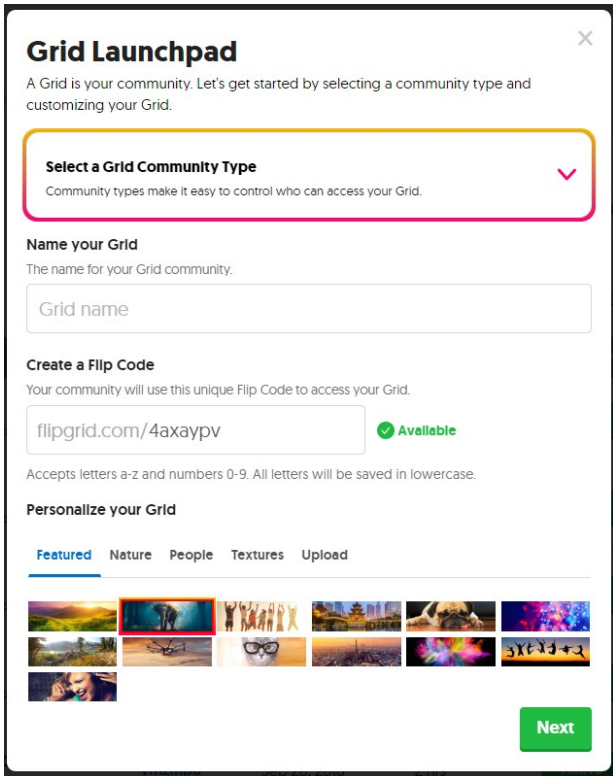 Grid Launchpad
A Grid is your community. Let's get started by selecting a community type and
customizing your Grid.
Select a Grid Community Type
Community types make it easy to control who can access your Grid.
Name your Grid
The name for your Grid community.
Grid name
Create a Flip Code
Your community will use this unique Flip Code to access your Grid.
flipgrid.com/4axaypv
Available
Accepts letters a-z and numbers 0-9. All letters will be saved in lowercase.
Personalize your Grid
Featured Nature People Textures Upload
Next